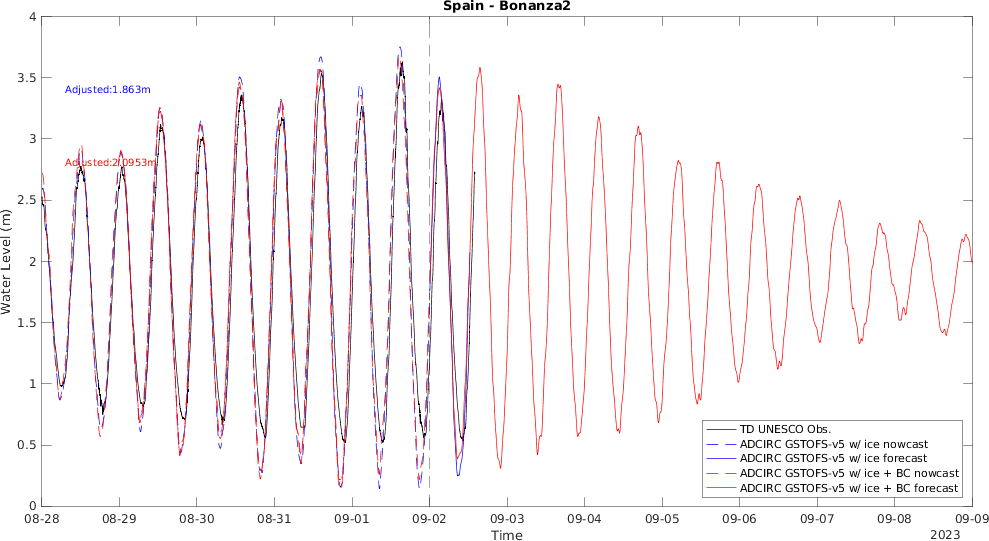 Spain - Bonanza2
4
3.5
3
2.5
2
1.5
1
0.5
0
Water Level (m)
Adjusted:1.863m
Adjusted:2.0953m
TD UNESCO Obs.
ADCIRC GSTOFS-v5 w/ ice nowcast
ADCIRC GSTOFS-v5 w/ ice forecast
ADCIRC GSTOFS-v5 w/ ice + BC nowcast
ADCIRC GSTOFS-v5 w/ ice + BC forecast
08-28 08-29 08-30 08-31 09-01 09-02 09-03 09-04 09-05 09-06 09-07 09-08 09-09
Time
2023